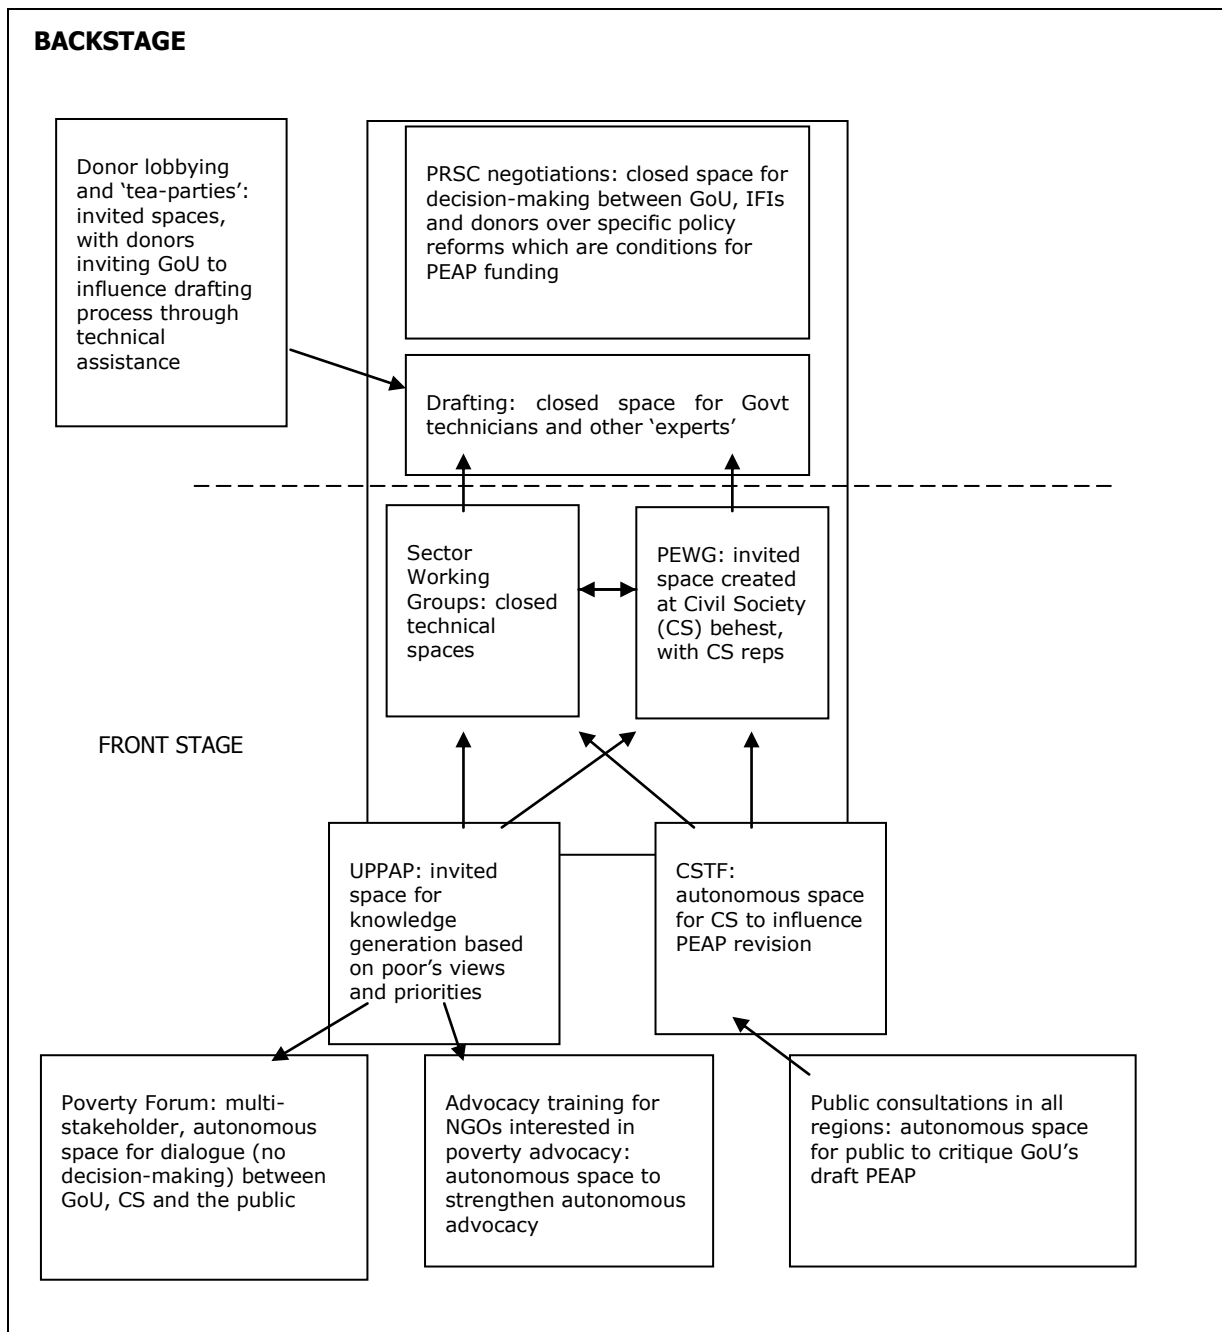 BACKSTAGE
Donor lobbying
and ‘tea-parties’:
invited spaces,
with donors
inviting GoU to
influence drafting
process through
technical
assistance
PRSC negotiations: closed space for
decision-making between GoU, IFIs
and donors over specific policy
reforms which are conditions for
PEAP funding
Drafting: closed space for Govt
technicians and other ‘experts’
Sector
Working
Groups: closed
technical
spaces
PEWG: invited
space created
at Civil Society
(CS) behest,
with CS reps
FRONT STAGE
UPPAP: invited
space for
knowledge
generation based
on poor’s views
and priorities
CSTF:
autonomous space
for CS to influence
PEAP revision
Poverty Forum: multi-
stakeholder, autonomous
space for dialogue (no
decision-making) between
GoU, CS and the public
Advocacy training for
NGOs interested in
poverty advocacy:
autonomous space to
strengthen autonomous
advocacy
Public consultations in all
regions: autonomous space
for public to critique GoU’s
draft PEAP